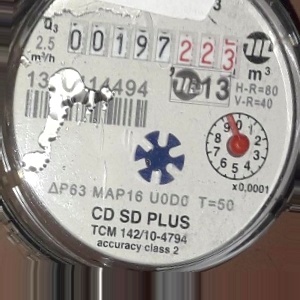 q3
2.5
m³/h
00197223
m³
13
14494
13
H-R=80
V-R=40
x0,0001
ΔP63 MAP16 U0D0 T=50
CD SD PLUS
TCM 142/10-4794
accuracy class 2